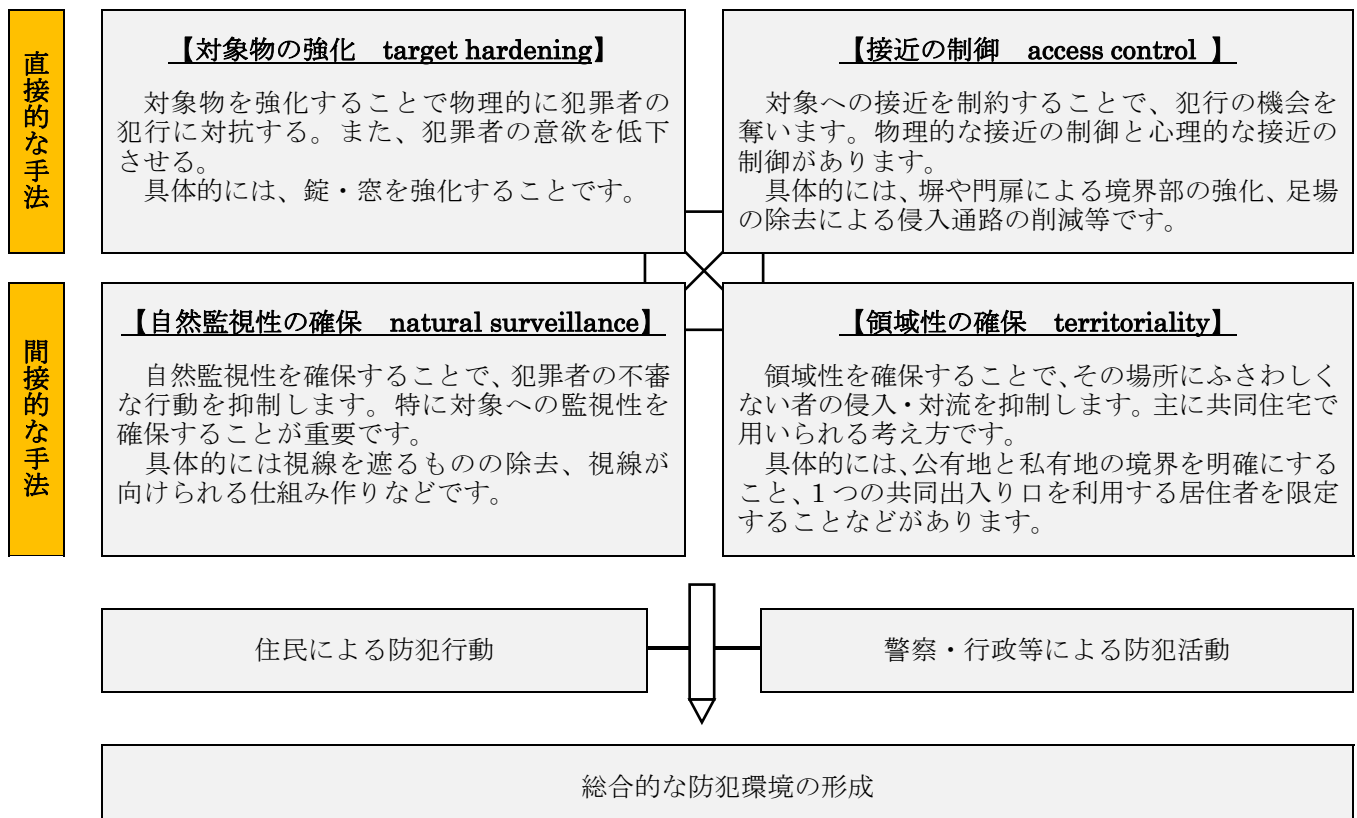 直接的な手法
【対象物の強化　target hardening】
対象物を強化することで物理的に犯罪者の
犯行に対抗する。また、犯罪者の意欲を低下
させる。
具体的には、錠・窓を強化することです。
【接近の制御　access control 】
対象への接近を制約することで、犯行の機会を
奪います。物理的な接近の制御と心理的な接近の
制御があります。
具体的には、塀や門扉による境界部の強化、足場
の除去による侵入通路の削減等です。
間接的な手法
【自然監視性の確保　natural surveillance】
自然監視性を確保することで、犯罪者の不審
な行動を抑制します。特に対象への監視性を
確保することが重要です。
具体的には視線を遮るものの除去、視線が
向けられる仕組み作りなどです。
【領域性の確保　territoriality】
領域性を確保することで、その場所にふさわしく
ない者の侵入・対流を抑制します。主に共同住宅で
用いられる考え方です。
具体的には、公有地と私有地の境界を明確にする
こと、1 つの共同出入り口を利用する居住者を限定
することなどがあります。
住民による防犯行動
警察・行政等による防犯活動
総合的な防犯環境の形成